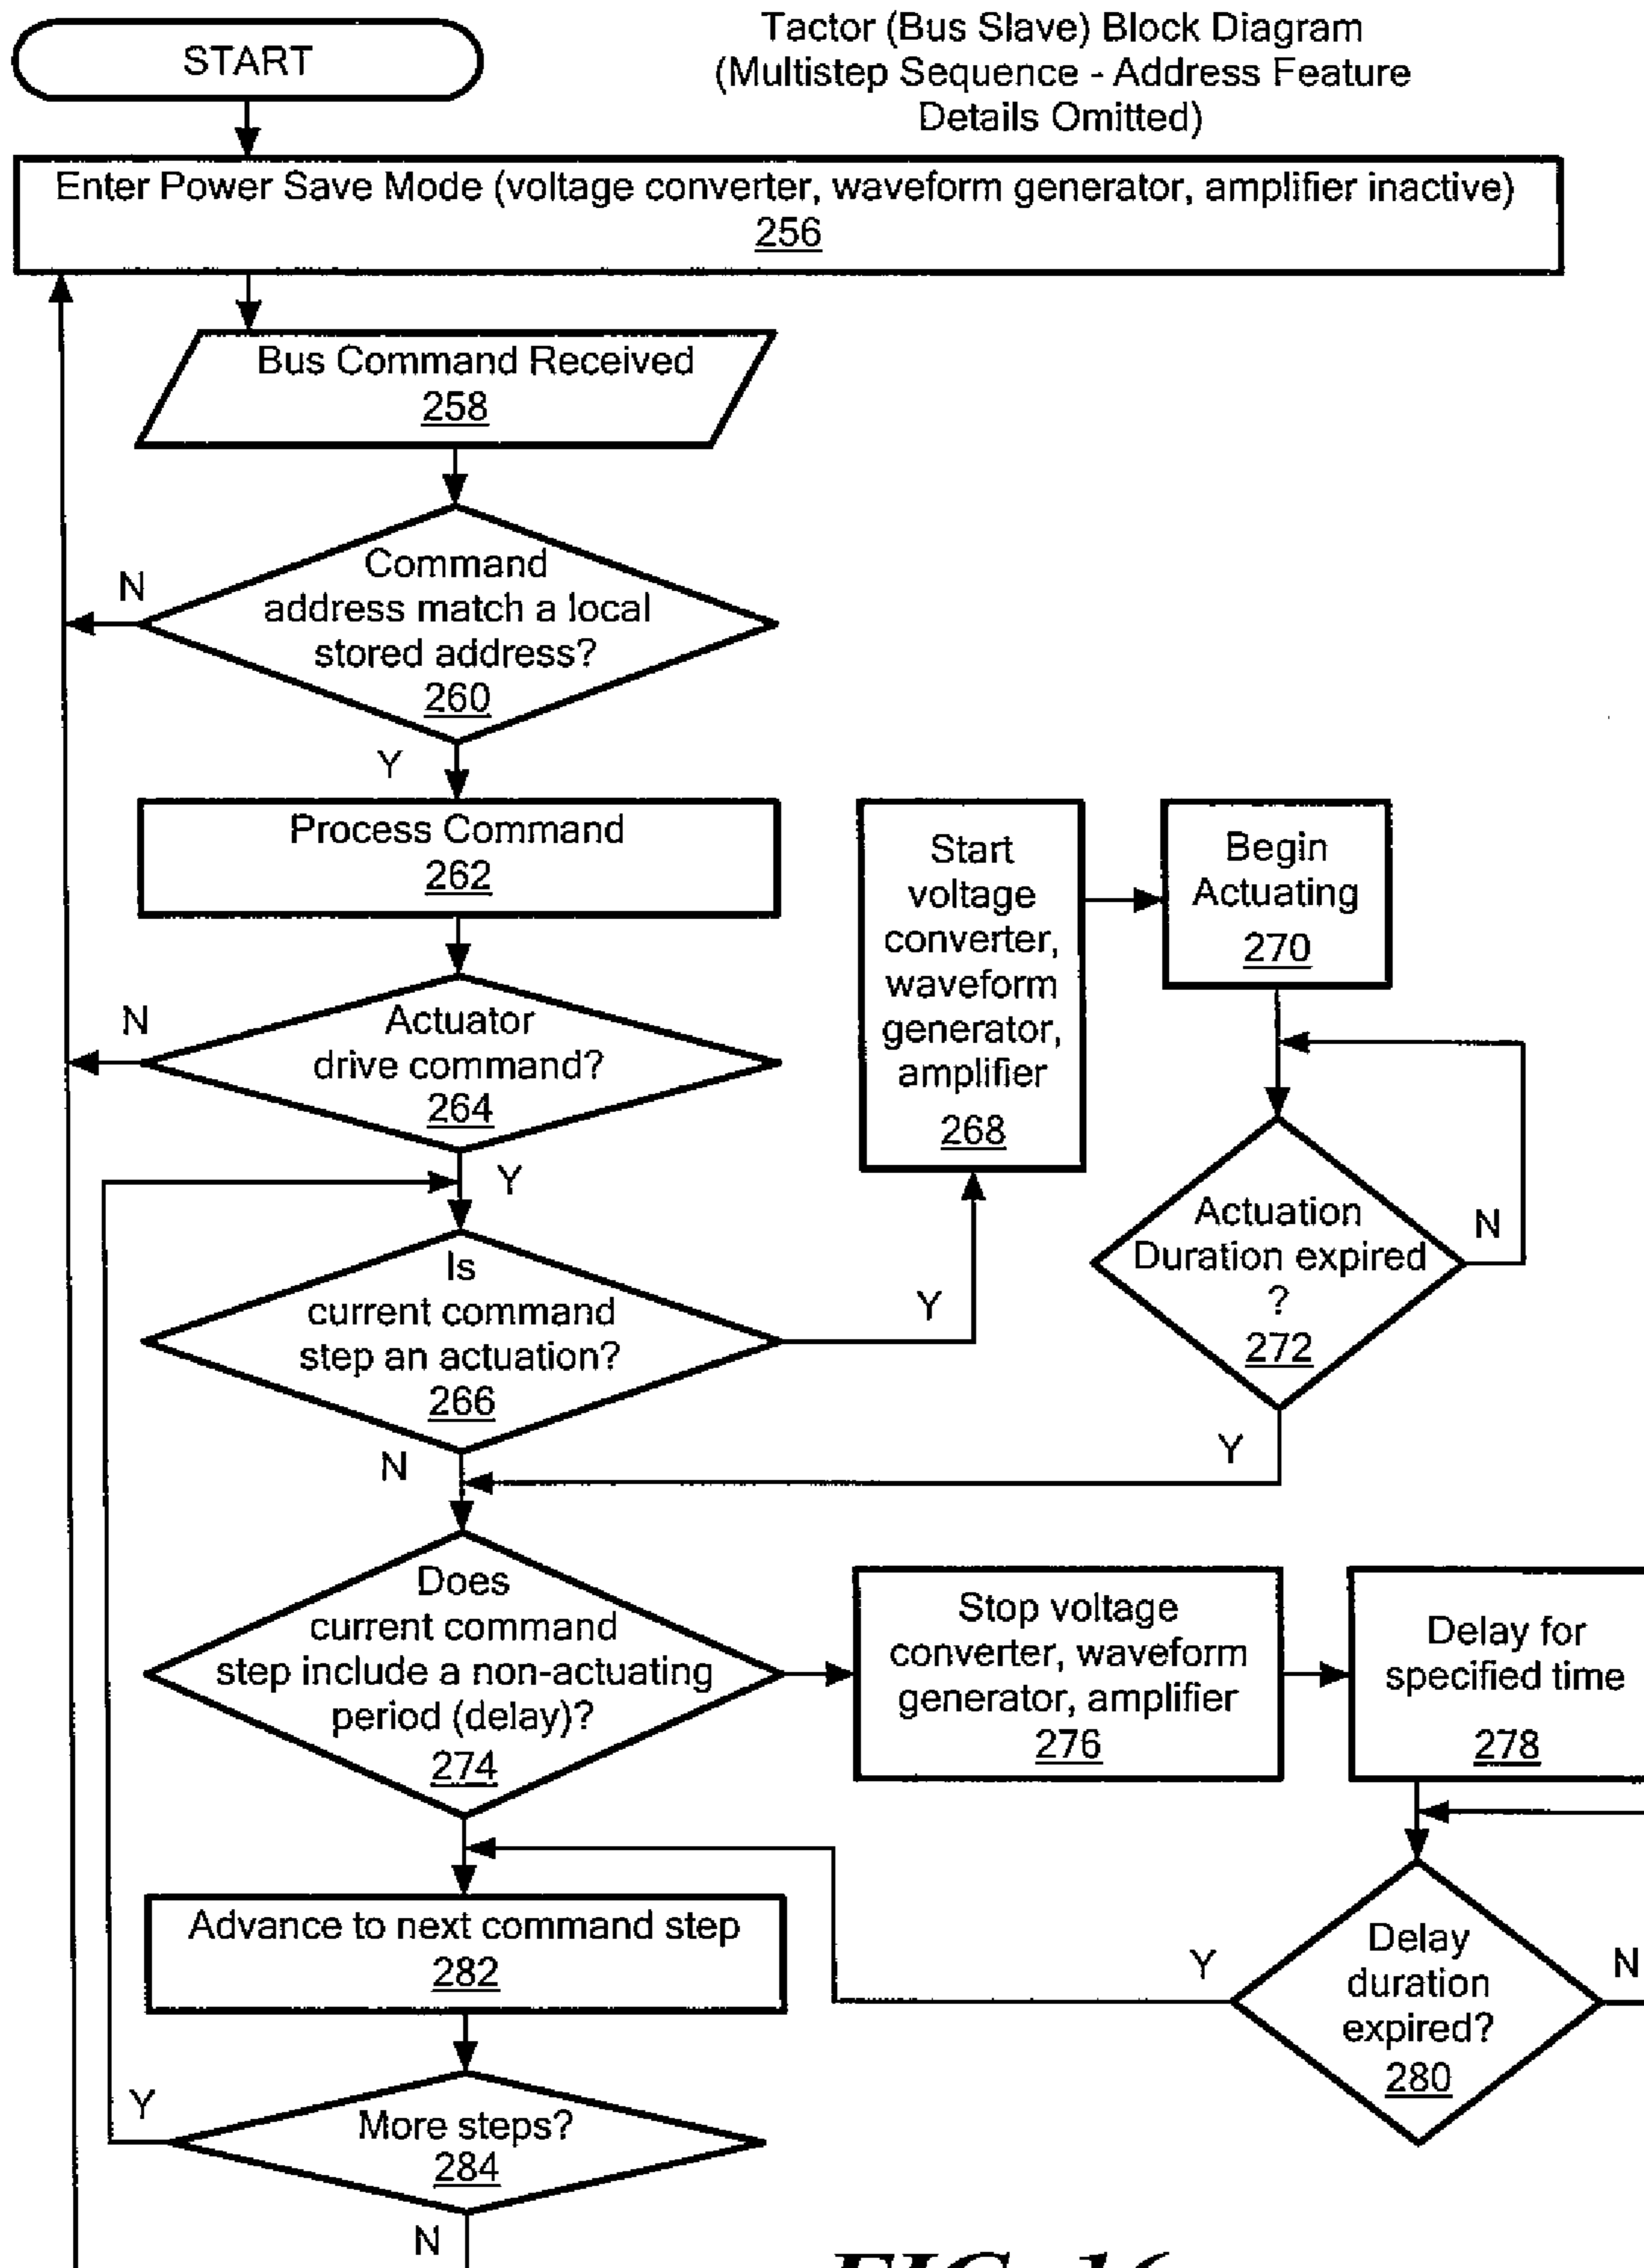 Tactor (Bus Slave) Block Diagram
(Multistep Sequence - Address Feature
Details Omitted)
START
Enter Power Save Mode (voltage converter, waveform generator, amplifier inactive)
256
Bus Command Received
258
Command
address match a local
stored address?
260
N
Y
Process Command
262
Actuator
drive command?
264
N
Y
Is
current command
step an actuation?
266
Y
N
Start
voltage
converter,
waveform
generator,
amplifier
268
Begin
Actuating
270
Actuation
Duration expired
?
272
N
Y
Does
current command
step include a non-actuating
period (delay)?
274
Stop voltage
converter, waveform
generator, amplifier
276
Delay for
specified time
278
Delay
duration
expired?
280
Y
N
Advance to next command step
282
More steps?
284
Y
N
FIG. 16